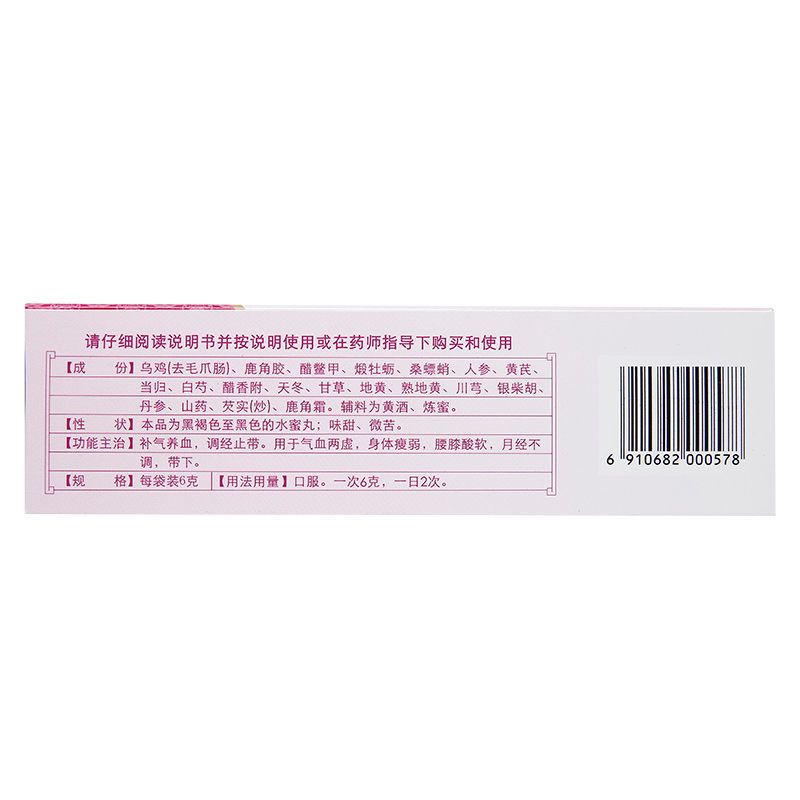 请仔细阅读说明书并按说明使用或在药师指导下购买和使用
【成 份】乌鸡(去毛爪肠)、鹿角胶、醋鳖甲、煅牡蛎、桑螵蛸、人参、黄芪、
当归、白芍、醋香附、天冬、甘草、地黄、熟地黄、川芎、银柴胡、
丹参、山药、芡实(炒)、鹿角霜。辅料为黄酒、炼蜜。
【性 状】本品为黑褐色至黑色的水蜜丸；味甜、微苦。
【功能主治】补气养血，调经止带。用于气血两虚，身体瘦弱，腰膝酸软，月经不
调，带下。
【规 格】每袋装6克 【用法用量】口服。一次6克，一日2次。
6 910682 000578